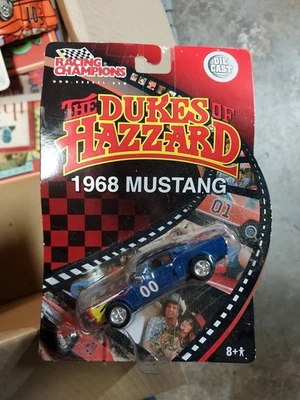 RACING
CHAMPIONS
DIE
CAST
THE DUKES OF
HAZZARD
1968 MUSTANG
01
00
8+